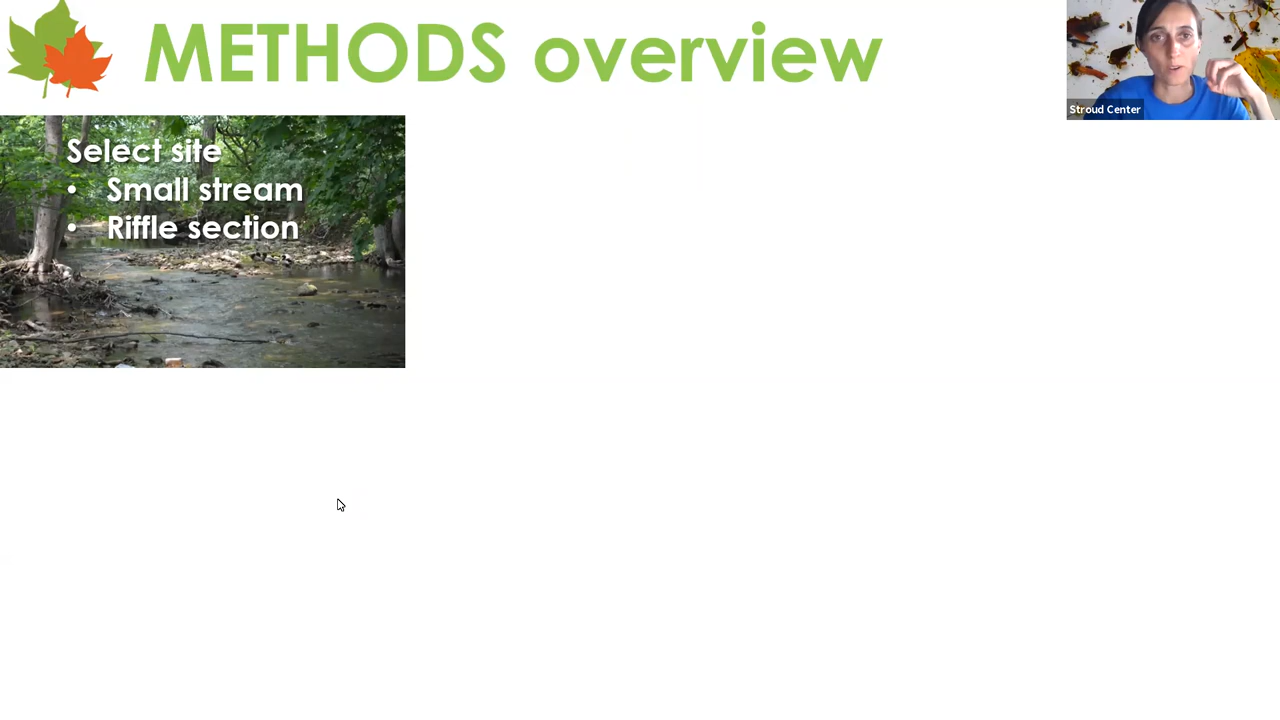 METHODS overview
Stroud Center
Select site
• Small stream
• Riffle section